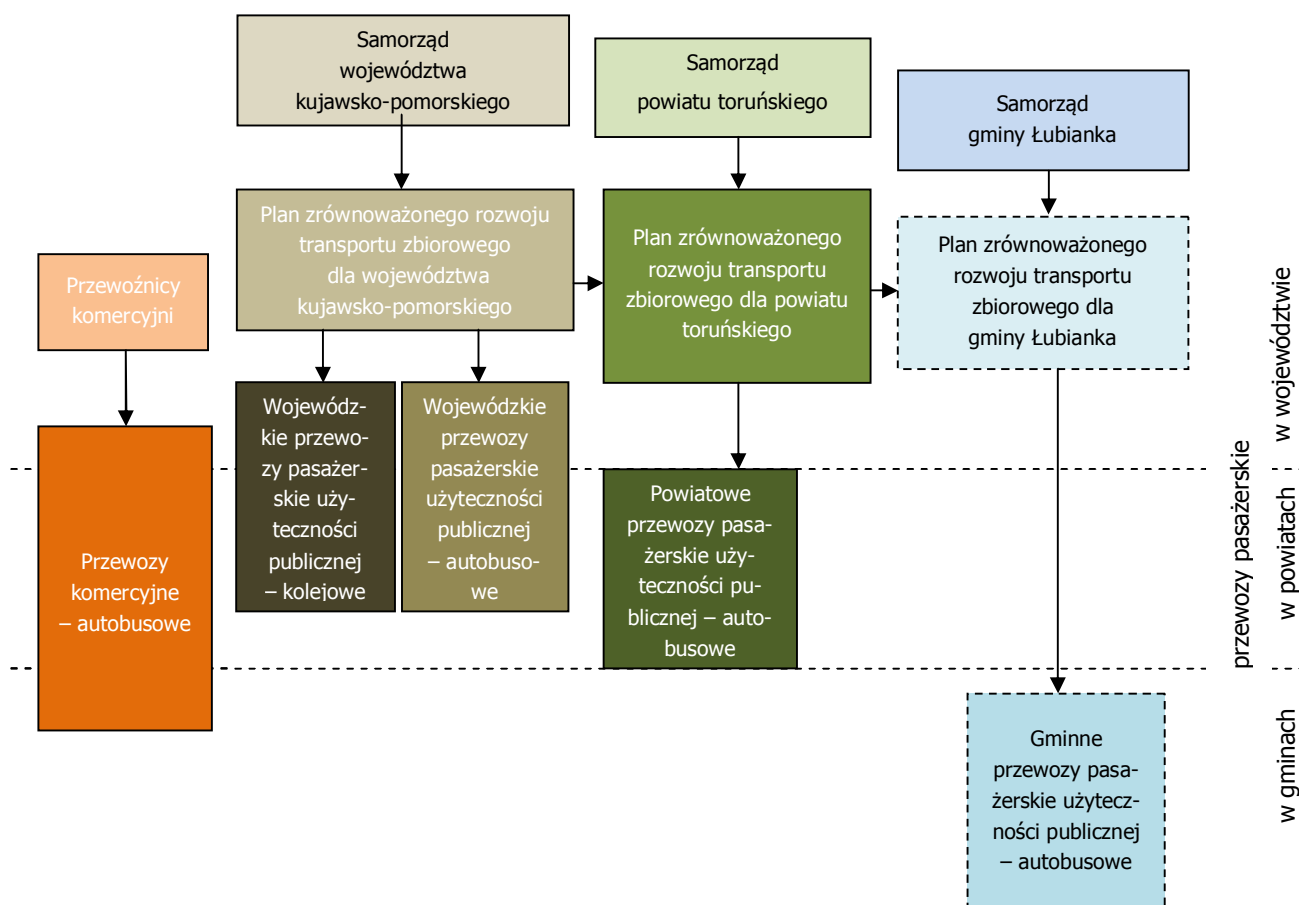 Samorząd
województwa
kujawsko-pomorskiego
Samorząd
powiatu toruńskiego
Samorząd
gminy Łubianka
Plan zrównoważonego rozwoju
transportu zbiorowego
dla województwa
kujawsko-pomorskiego
Plan zrównoważonego
rozwoju transportu
zbiorowego dla powiatu
toruńskiego
Plan zrównoważonego
rozwoju transportu
zbiorowego dla
gminy Łubianka
Przewoźnicy
komercyjni
Przewozy
komercyjne
– autobusowe
Wojewódz-
kie przewo-
zy pasażer-
skie uży-
teczności
publicznej
– kolejowe
Wojewódzkie
przewozy
pasażerskie
użyteczności
publicznej
– autobuso-
we
Powiatowe
przewozy pasa-
żerskie uży-
teczności pu-
blicznej – auto-
busowe
Gminne
przewozy pasa-
żerskie użytecz-
ności publicznej
– autobusowe
przewozy pasażerskie
w województwie
w powiatach
w gminach